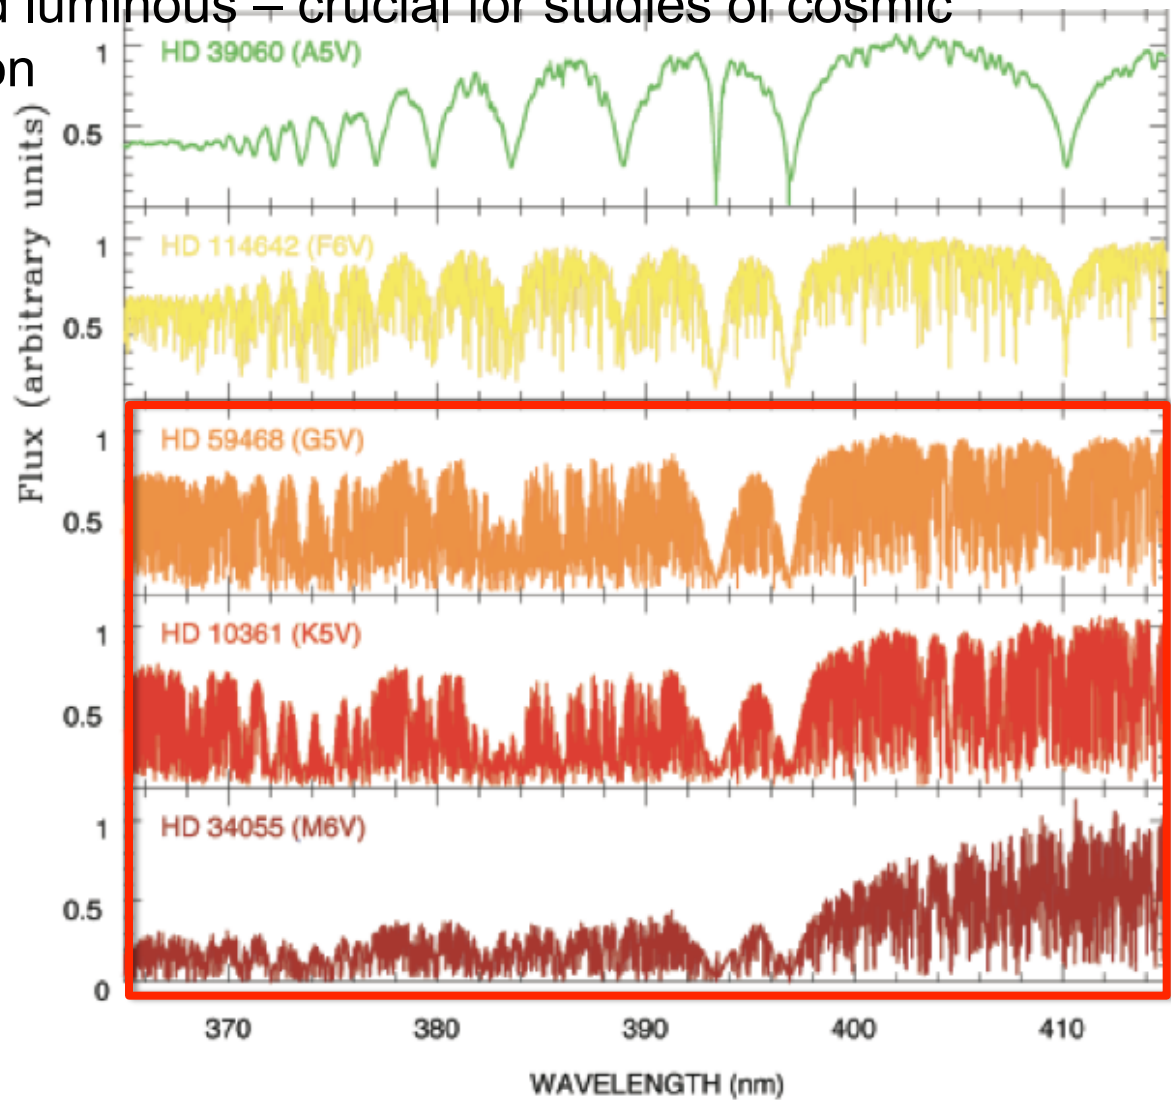 d luminous – crucial for studies of cosmic
on
HD 39060 (A5V)
1
0.5
HD 114642 (F6V)
1
0.5
HD 59468 (G5V)
1
0.5
HD 10361 (K5V)
1
0.5
HD 34055 (M6V)
1
0.5
0
Flux (arbitrary units)
370 380 390 400 410
WAVELENGTH (nm)